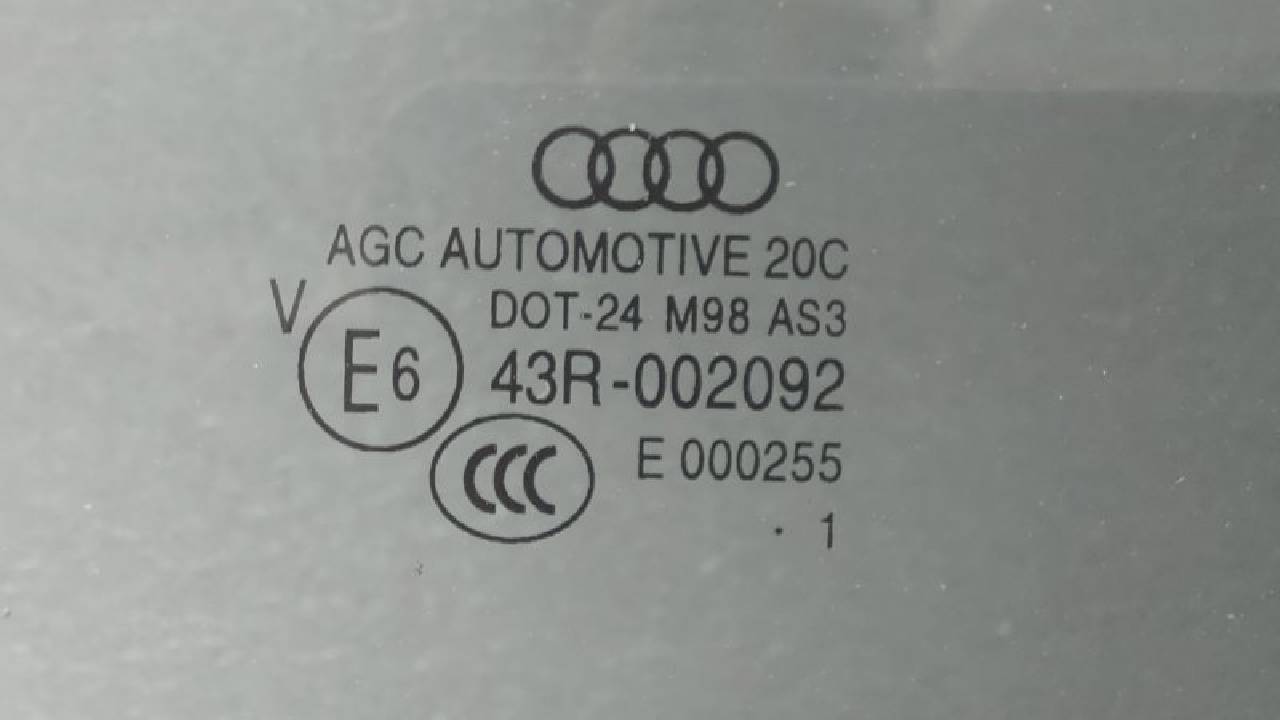 AGC AUTOMOTIVE 20C
V
DOT-24 M98 AS3
E6
43R-002092
CCC
E 000255
· 1